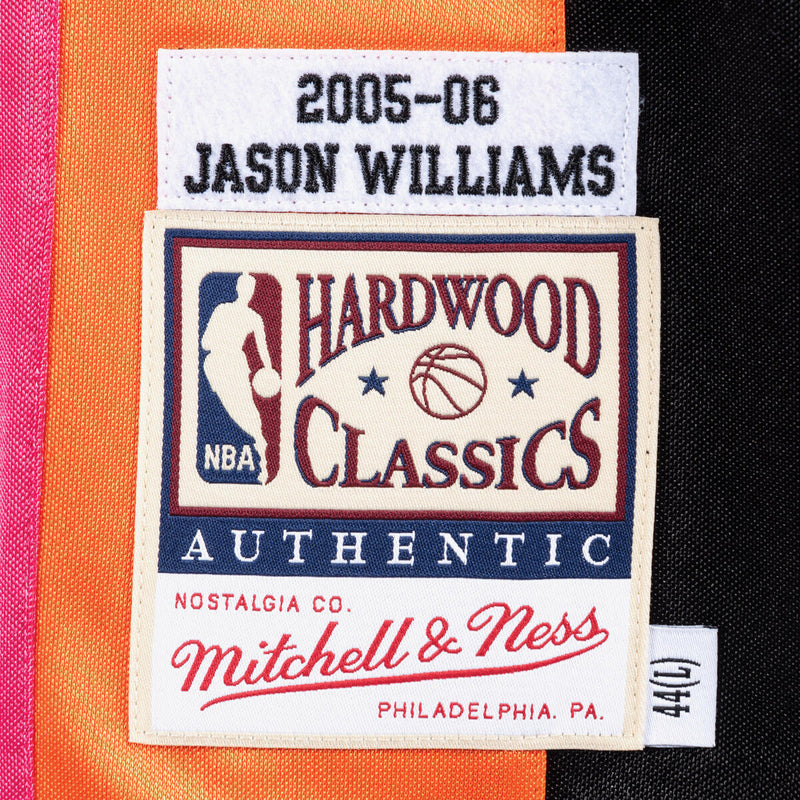 2005-06
JASON WILLIAMS
HARDWOOD
CLASSICS
NBA
AUTHENTIC
NOSTALGIA CO.
Mitchell & Ness
PHILADELPHIA. PA.
44(L)